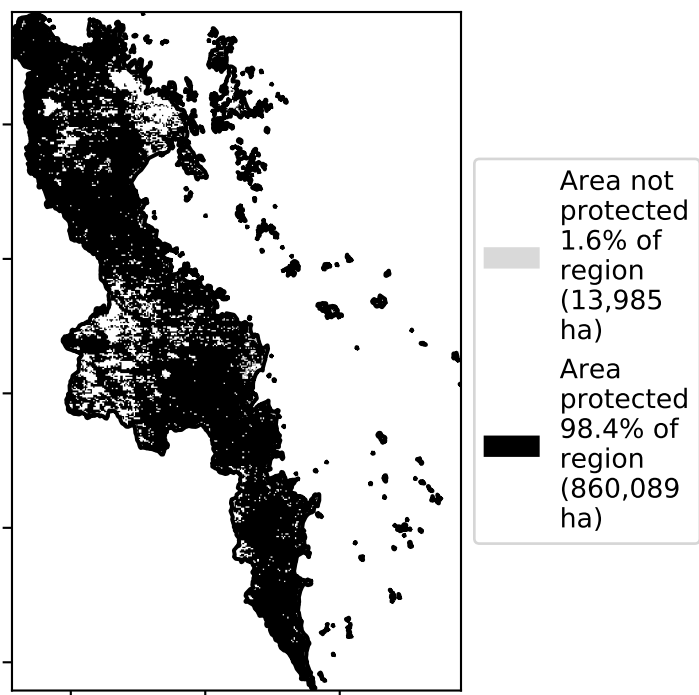 Area not
protected
1.6% of
region
(13,985
ha)
Area
protected
98.4% of
region
(860,089
ha)